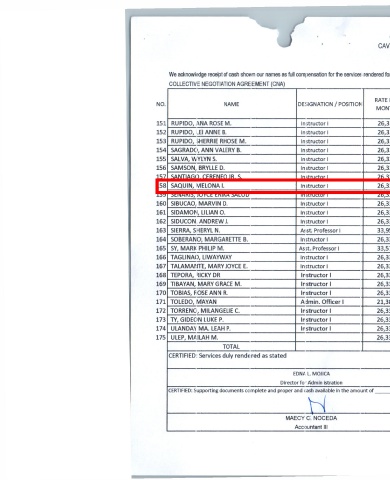 CAV
We acknowledge receipt of cash shown our names as full compensation for the services rendered fo
COLLECTIVE NEGOTIATION AGREEMENT (CNA)
NO. NAME DESIGNATION / POSITION RATE MON
151 RUPIDO, ANA ROSE M. Instructor I 26,3
152 RUPIDO, LEI ANNE B. Instructor I 26,3
153 RUPIDO, SHERRIE RHOSE M. Instructor I 26,3
154 SAGRADO, ANN VALERY B. Instructor I 26,3
155 SALVA, WYLYN S. Instructor I 26,3
156 SAMSON, BRYLLE D. Instructor I 26,3
157 SANTIAGO, CERENEO JR. S. Instructor I 26,3
58 SAQUIN, MELONA I. Instructor I 26,3
159 Instructor I 26,3
160 SIBUCAO, MARVIN D. Instructor I 26,3
161 SIDAMON, LILIAN O. Instructor I 26,3
162 SIDUCON, ANDREW J. Instructor I 26,3
163 SIERRA, SHERYL N. Asst. Professor I 33,9
164 SOBERANO, MARGARETTE B. Instructor I 26,3
165 SY, MARK PHILIP M. Asst. Professor I 33,5
166 TAGLINAO, LIWAYWAY Instructor I 26,3
167 TALAMANTE, MARY JOYCE E. Instructor I 26,3
168 TEPORA, RICKY DR Instructor I 26,3
169 TIBAYAN, MARY GRACE M. Instructor I 26,3
170 TOBIAS, ROSE ANN R. Instructor I 26,3
171 TOLEDO, MAYAN Admin. Officer I 21,3
172 TORRENO, MILANGELIE C. Instructor I 26,3
173 TY, GIDEON LUKE P. Instructor I 26,3
174 ULANDAY MA. LEAH P. Instructor I 26,3
175 ULEP, MAILAH M. 26,3
TOTAL
CERTIFIED: Services duly rendered as stated
EDNA L. MOJICA
Director for Administration
CERTIFIED: Supporting documents complete and proper and cash available in the amount of
MAECY C. NOCEDA
Accountant III